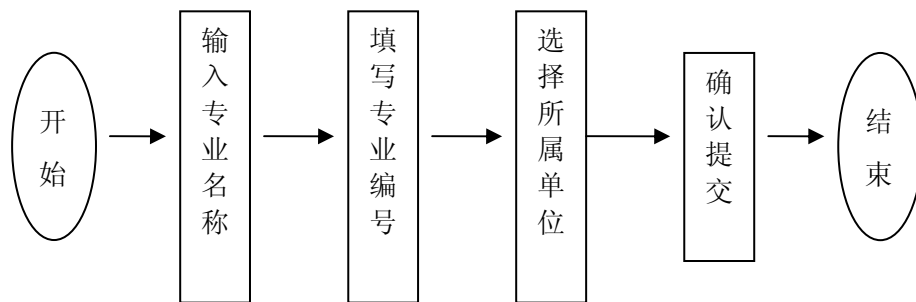 开始
输入专业名称
填写专业编号
选择所属单位
确认提交
结束